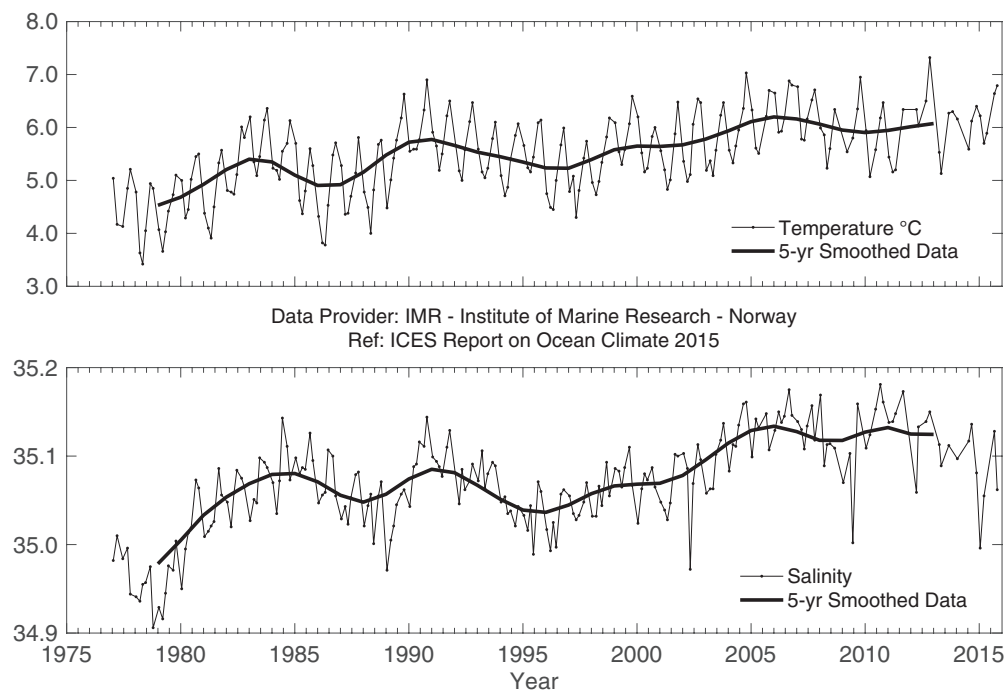 8.0
7.0
6.0
5.0
4.0
3.0
Temperature °C
5-yr Smoothed Data
Data Provider: IMR - Institute of Marine Research - Norway
Ref: ICES Report on Ocean Climate 2015
35.2
35.1
35.0
34.9
Salinity
5-yr Smoothed Data
1975 1980 1985 1990 1995 2000 2005 2010 2015
Year